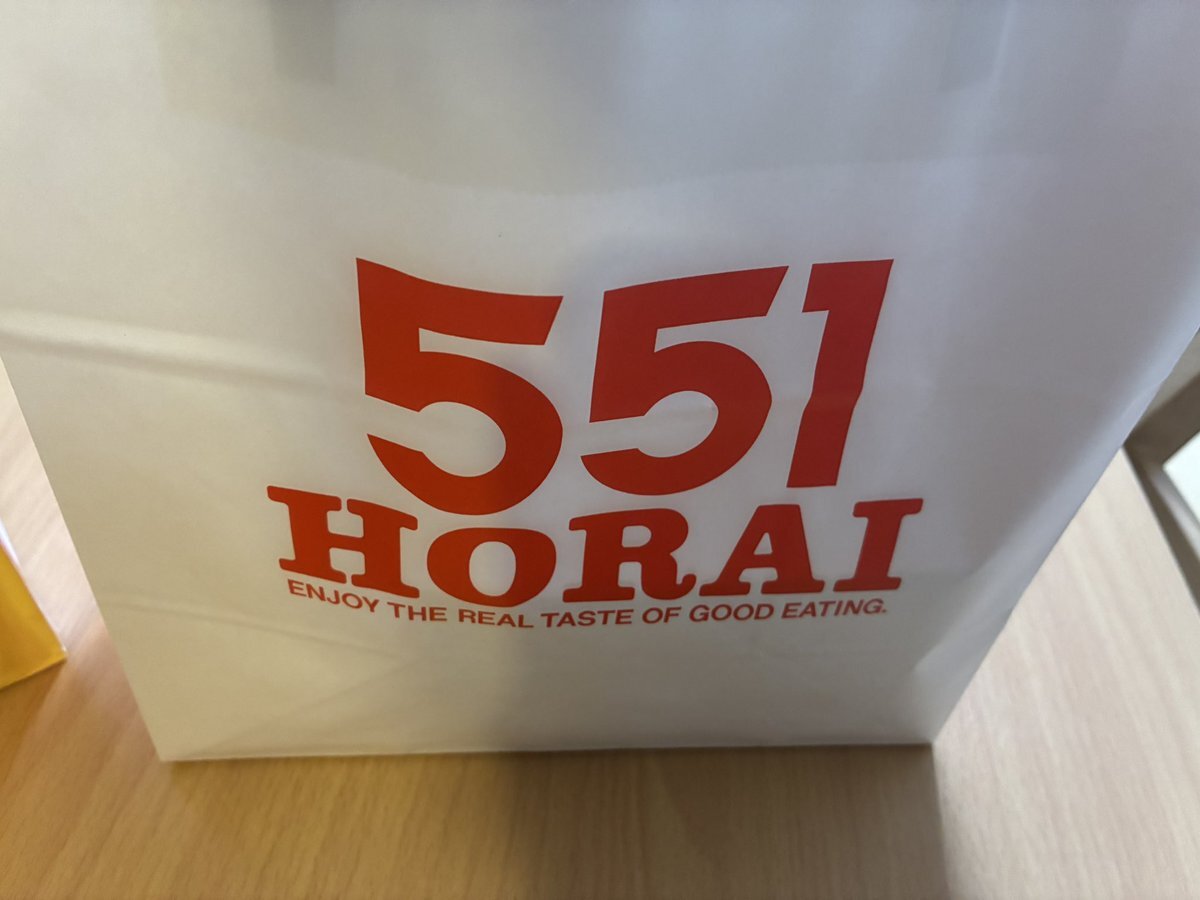 551
HORAI
ENJOY THE REAL TASTE OF GOOD EATING.